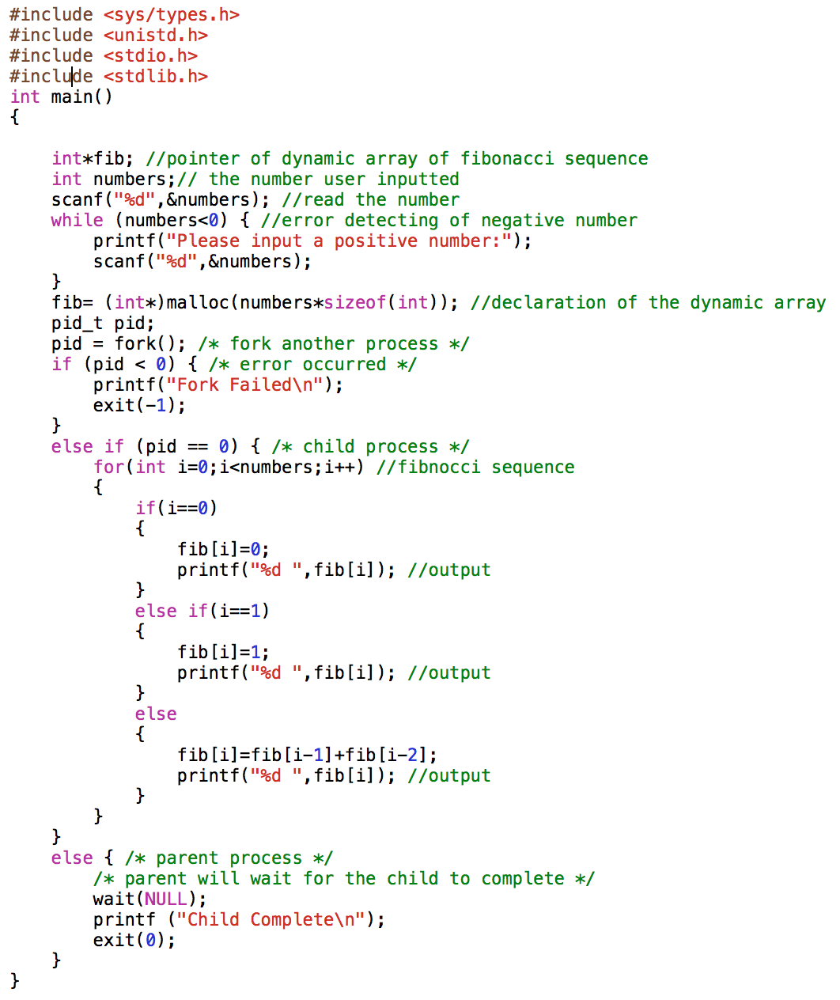 #include <sys/types.h>
#include <unistd.h>
#include <stdio.h>
#include <stdlib.h>
int main()
{
    int*fib; //pointer of dynamic array of fibonacci sequence
    int numbers;// the number user inputted
    scanf("%d",&numbers); //read the number
    while (numbers<0) { //error detecting of negative number
        printf("Please input a positive number:");
        scanf("%d",&numbers);
    }
    fib= (int*)malloc(numbers*sizeof(int)); //declaration of the dynamic array
    pid_t pid;
    pid = fork(); /* fork another process */
    if (pid < 0) { /* error occurred */
        printf("Fork Failed\n");
        exit(-1);
    }
    else if (pid == 0) { /* child process */
        for(int i=0;i<numbers;i++) //fibnocci sequence
        {
            if(i==0)
            {
                fib[i]=0;
                printf("%d ",fib[i]); //output
            }
            else if(i==1)
            {
                fib[i]=1;
                printf("%d ",fib[i]); //output
            }
            else
            {
                fib[i]=fib[i-1]+fib[i-2];
                printf("%d ",fib[i]); //output
            }
        }
    }
    else { /* parent process */
        /* parent will wait for the child to complete */
        wait(NULL);
        printf ("Child Complete\n");
        exit(0);
    }
}